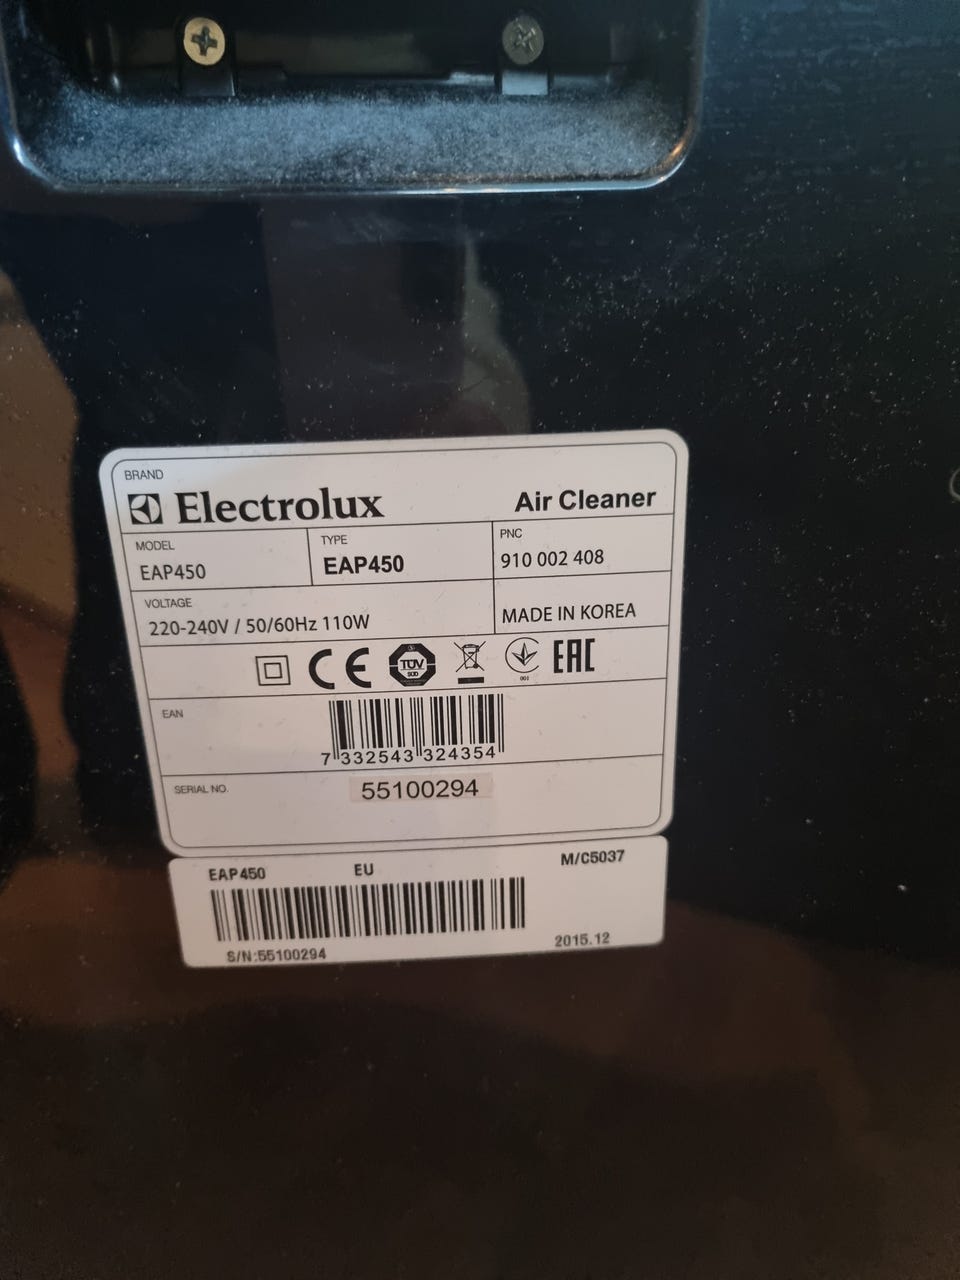 BRAND
Electrolux Air Cleaner
MODEL TYPE PNC
EAP450 EAP450 910 002 408
VOLTAGE
220-240V / 50/60Hz 110W MADE IN KOREA
CE TÜV SÜD 001 EAC
EAN
7 332543 324354
SERIAL NO. 55100294
EAP450 EU M/C5037
S/N:55100294 2015.12